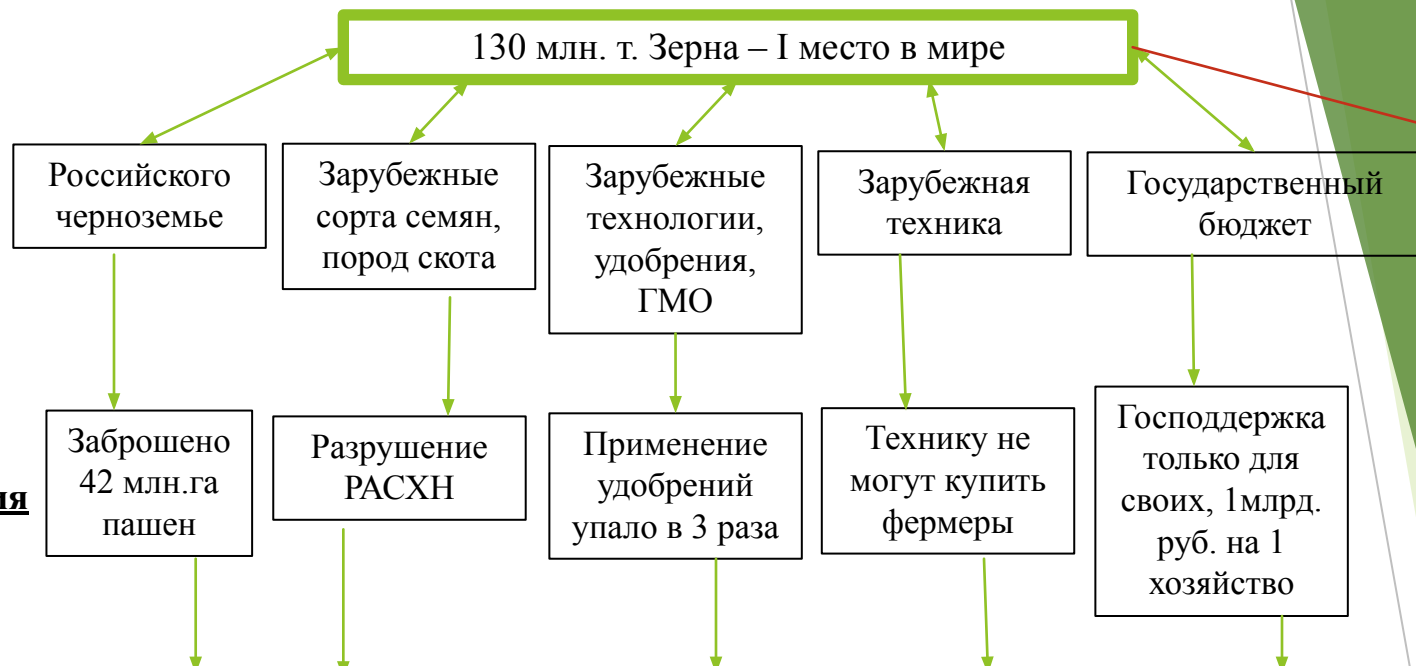 130 млн. т. Зерна – I место в мире
Российского
черноземье
Зарубежные
сорта семян,
пород скота
Зарубежные
технологии,
удобрения,
ГМО
Зарубежная
техника
Государственный
бюджет
Заброшено
42 млн.га
пашен
Разрушение
РАСХН
Применение
удобрений
упало в 3 раза
Технику не
могут купить
фермеры
Господдержка
только для
своих, 1млрд.
руб. на 1
хозяйство